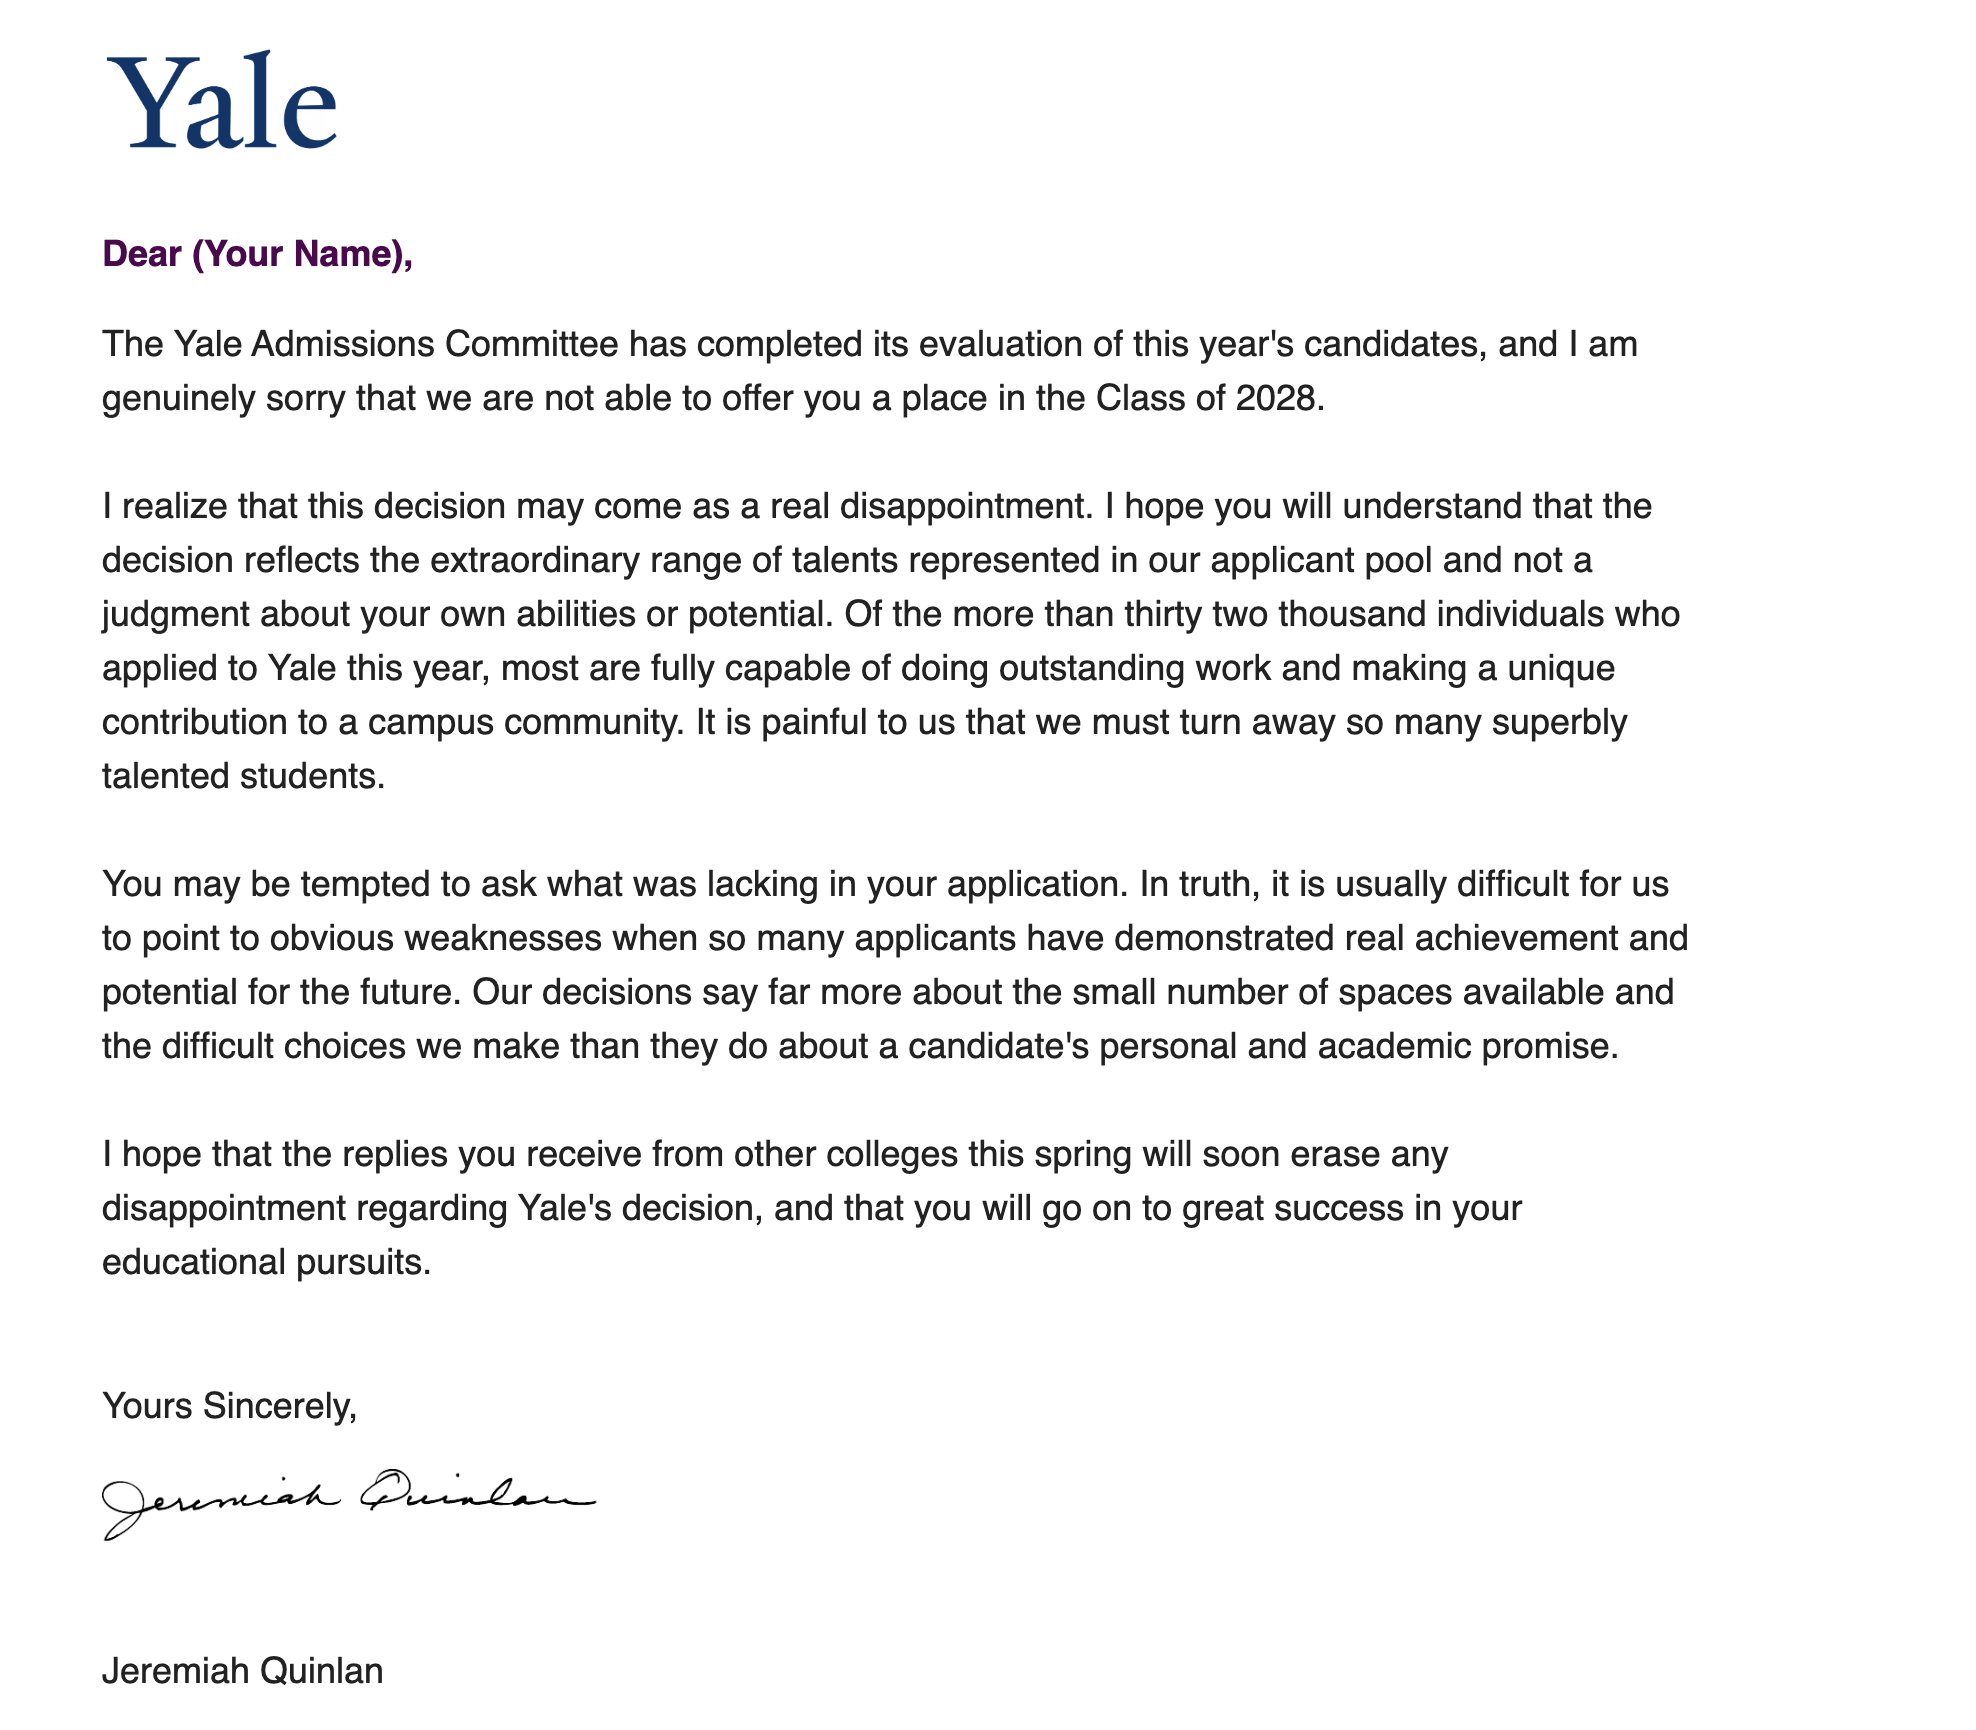 Yale
Dear (Your Name),
The Yale Admissions Committee has completed its evaluation of this year's candidates, and I am
genuinely sorry that we are not able to offer you a place in the Class of 2028.
I realize that this decision may come as a real disappointment. I hope you will understand that the
decision reflects the extraordinary range of talents represented in our applicant pool and not a
judgment about your own abilities or potential. Of the more than thirty two thousand individuals who
applied to Yale this year, most are fully capable of doing outstanding work and making a unique
contribution to a campus community. It is painful to us that we must turn away so many superbly
talented students.
You may be tempted to ask what was lacking in your application. In truth, it is usually difficult for us
to point to obvious weaknesses when so many applicants have demonstrated real achievement and
potential for the future. Our decisions say far more about the small number of spaces available and
the difficult choices we make than they do about a candidate's personal and academic promise.
I hope that the replies you receive from other colleges this spring will soon erase any
disappointment regarding Yale's decision, and that you will go on to great success in your
educational pursuits.
Yours Sincerely,
Jeremiah Quinlan
Jeremiah Quinlan